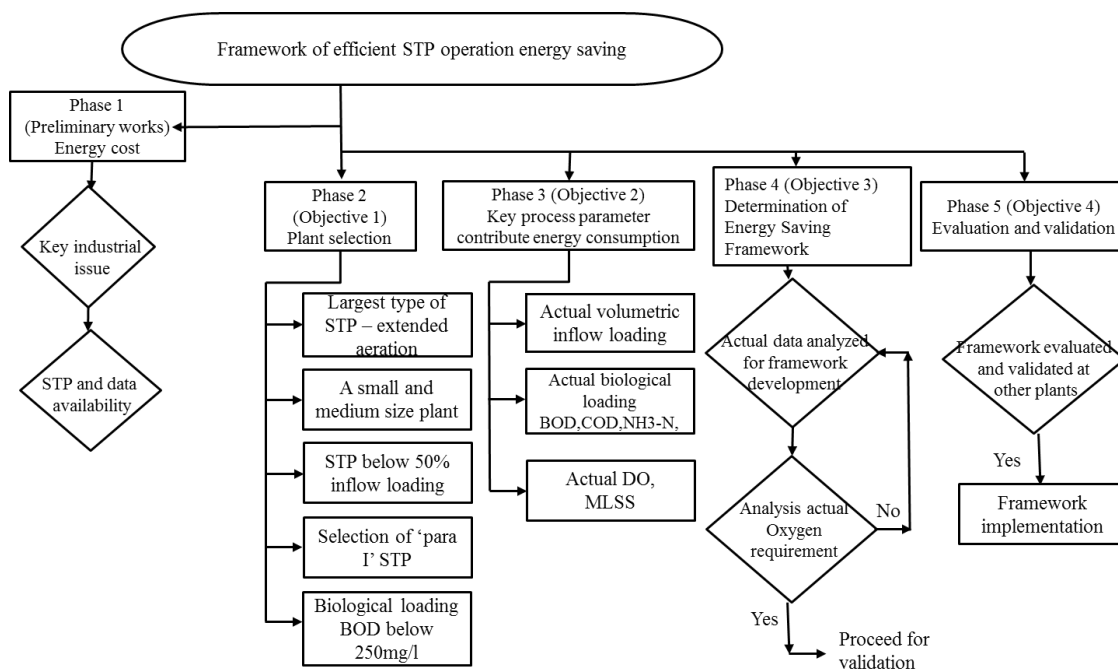 Framework of efficient STP operation energy saving
Phase 1
(Preliminary works)
Energy cost
Key industrial
issue
STP and data
availability
Phase 2
(Objective 1)
Plant selection
Largest type of
STP – extended
aeration
A small and
medium size plant
STP below 50%
inflow loading
Selection of ‘para
I’ STP
Biological loading
BOD below
250mg/l
Phase 3 (Objective 2)
Key process parameter
contribute energy consumption
Actual volumetric
inflow loading
Actual biological
loading
BOD,COD,NH3-N,
Actual DO,
MLSS
Phase 4 (Objective 3)
Determination of
Energy Saving
Framework
Actual data analyzed
for framework
development
Analysis actual
Oxygen
requirement
No
Yes
Proceed for
validation
Phase 5 (Objective 4)
Evaluation and validation
Framework evaluated
and validated at
other plants
Yes
Framework
implementation